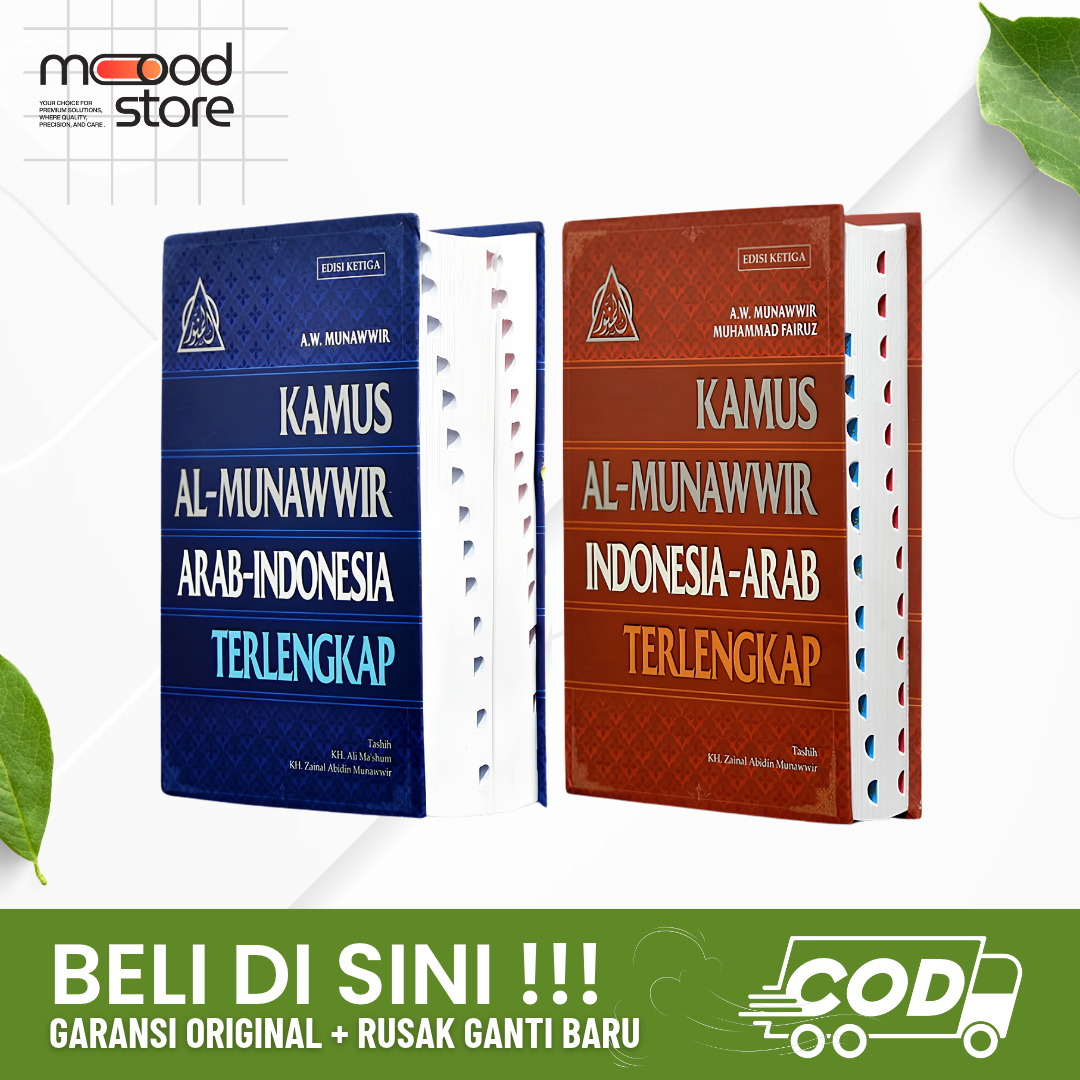 moood
store
YOUR CHOICE FOR
PREMIUM SOLUTIONS,
WHERE QUALITY,
PRECISION, AND CARE.
EDISI KETIGA
A.W. MUNAWWIR
KAMUS
AL-MUNAWWIR
ARAB-INDONESIA
TERLENGKAP
Tashih
KH. Ali Ma'shum
KH. Zainal Abidin Munawwir
EDISI KETIGA
A.W. MUNAWWIR
MUHAMMAD FAIRUZ
KAMUS
AL-MUNAWWIR
INDONESIA-ARAB
TERLENGKAP
Tashih
KH. Zainal Abidin Munawwir
BELI DI SINI !!!
GARANSI ORIGINAL + RUSAK GANTI BARU
COD